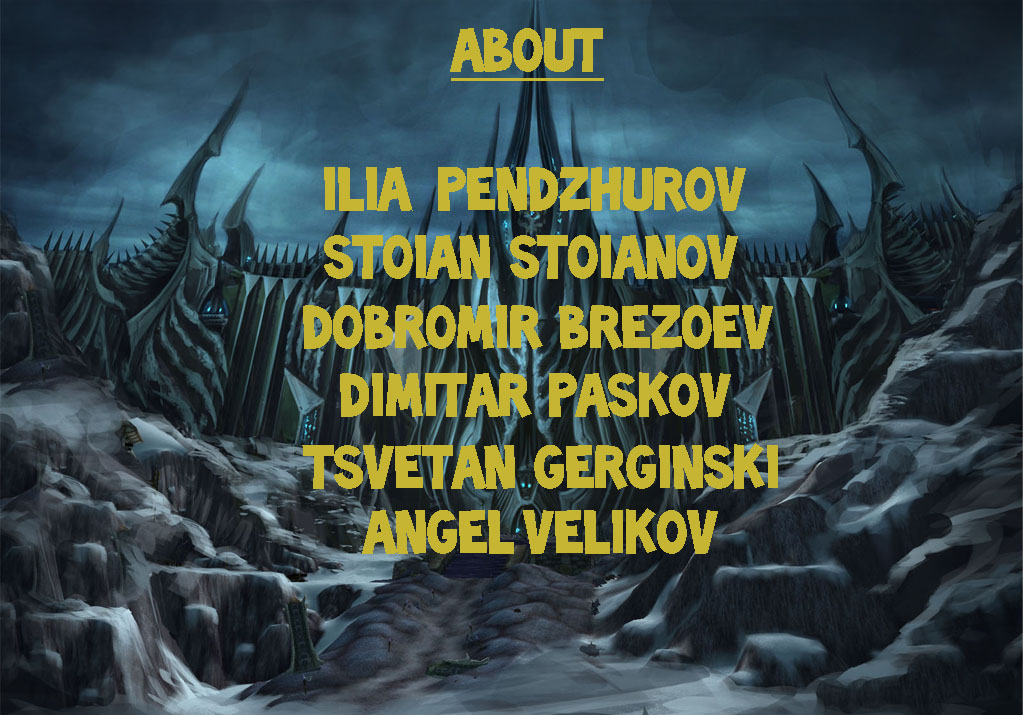 ABOUT
ILIA PENDZHUROV
STOIAN STOIANOV
DOBROMIR BREZOEV
DIMITAR PASKOV
TSVETAN GERGINSKI
ANGEL VELIKOV